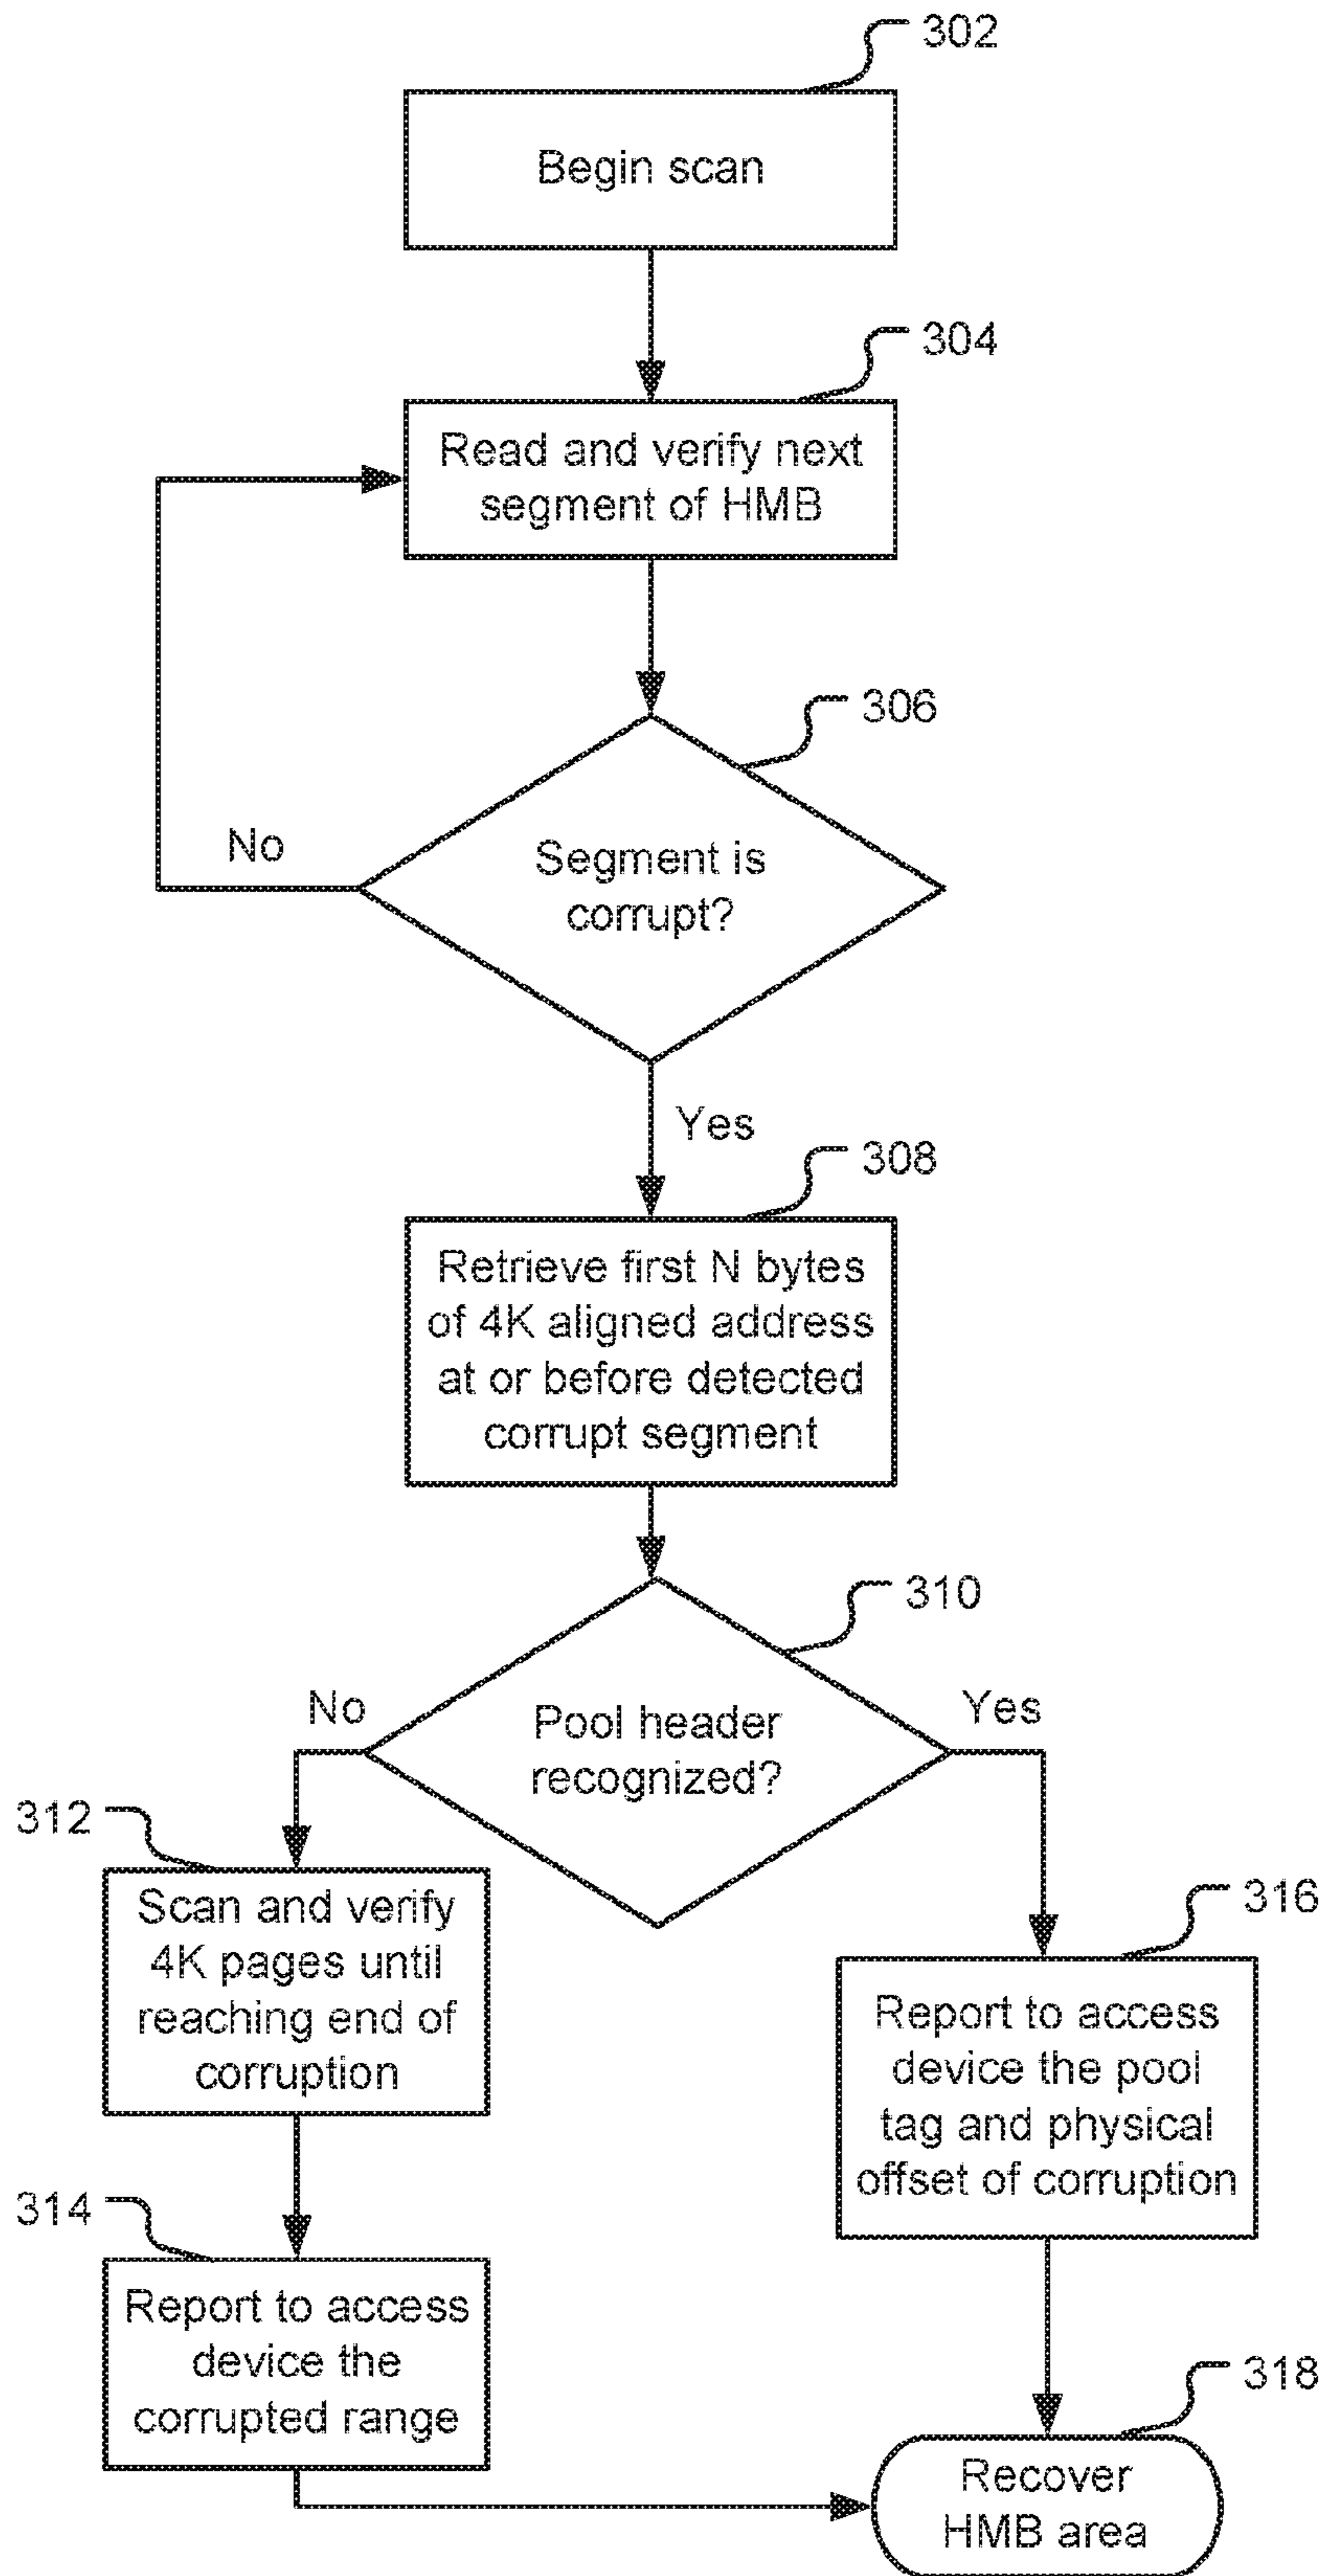 302
Begin scan
304
Read and verify next
segment of HMB
306
Segment is
corrupt?
No
Yes
308
Retrieve first N bytes
of 4K aligned address
at or before detected
corrupt segment
310
Pool header
recognized?
No
Yes
312
Scan and verify
4K pages until
reaching end of
corruption
316
Report to access
device the pool
tag and physical
offset of corruption
314
Report to access
device the
corrupted range
318
Recover
HMB area